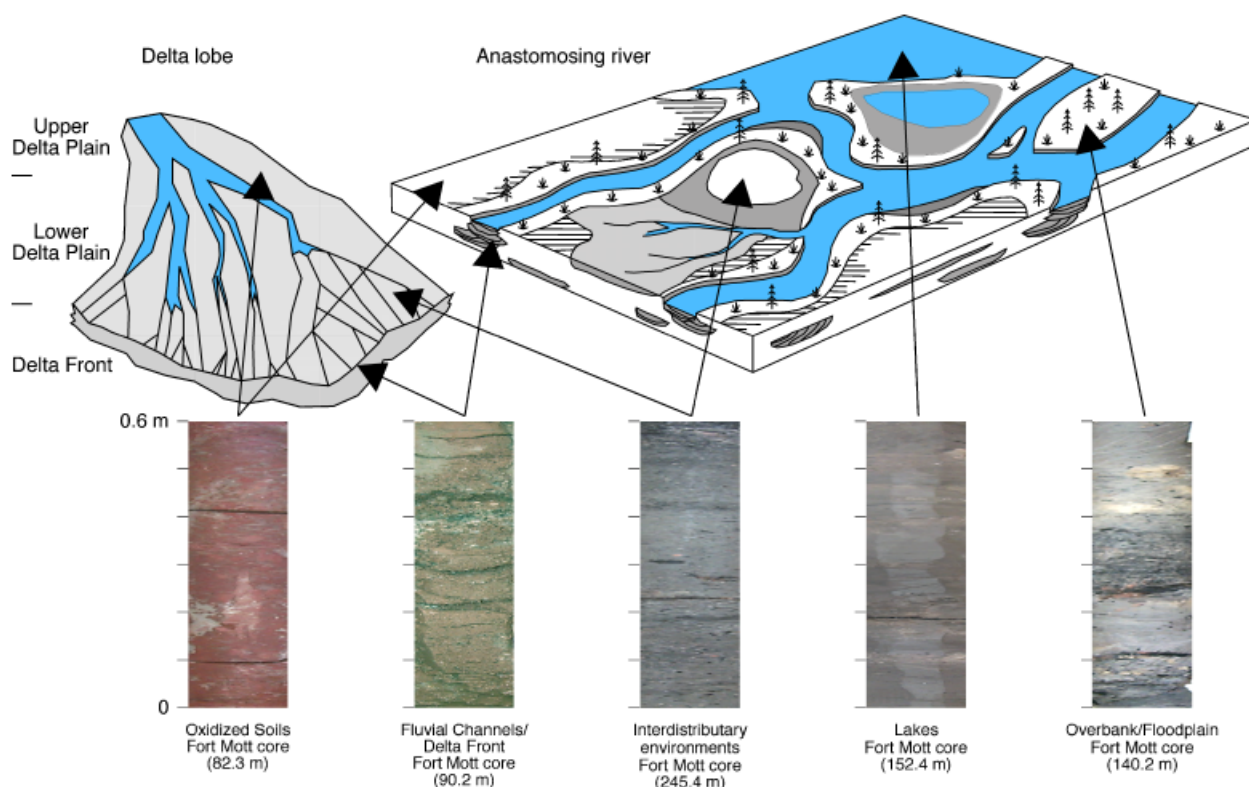 Delta lobe
Anastomosing river
Upper
Delta Plain
Lower
Delta Plain
Delta Front
0.6 m
0
Oxidized Soils
Fort Mott core
(82.3 m)
Fluvial Channels/
Delta Front
Fort Mott core
(90.2 m)
Interdistributary
environments
Fort Mott core
(245.4 m)
Lakes
Fort Mott core
(152.4 m)
Overbank/Floodplain
Fort Mott core
(140.2 m)